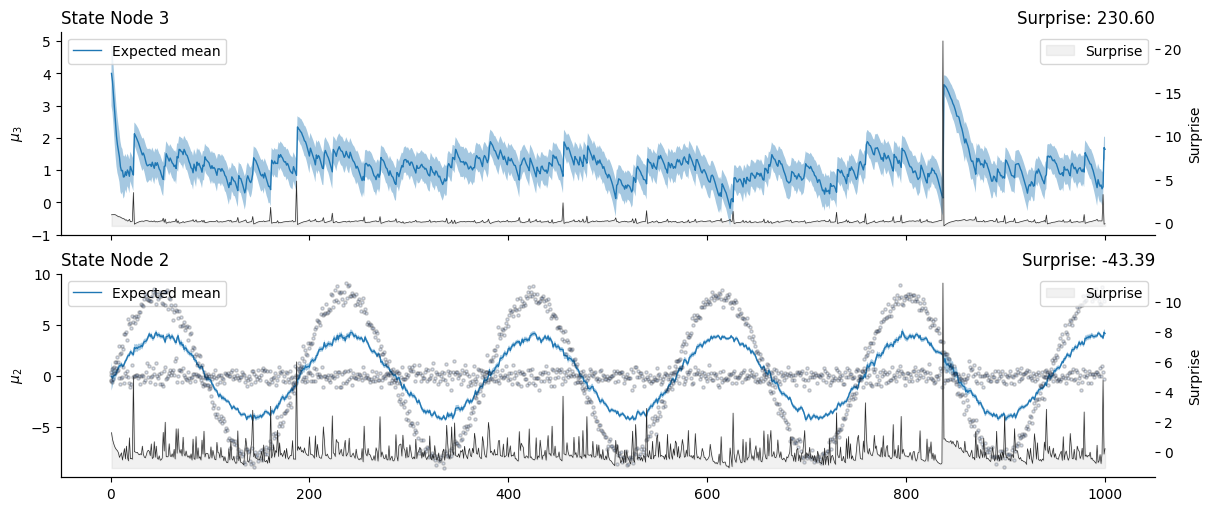 State Node 3
Surprise: 230.60
Expected mean
Surprise
5
4
3
2
1
0
−1
μ3
20
15
10
5
0
Surprise
State Node 2
Surprise: -43.39
Expected mean
Surprise
10
5
0
−5
μ2
10
8
6
4
2
0
Surprise
0 200 400 600 800 1000